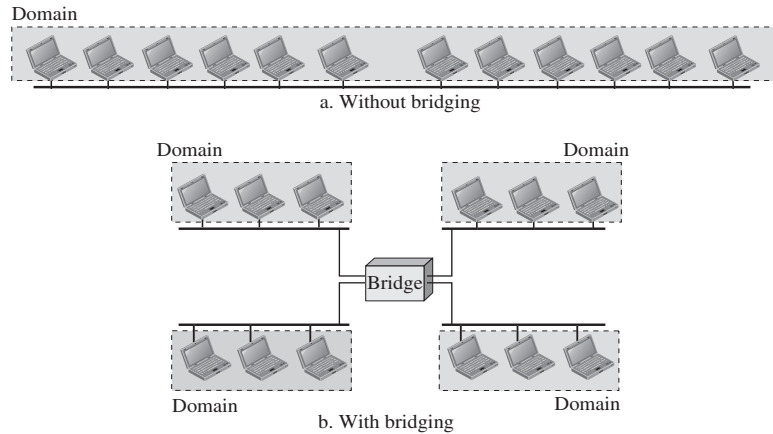 Domain
a. Without bridging
Domain
Domain
Bridge
Domain
Domain
b. With bridging